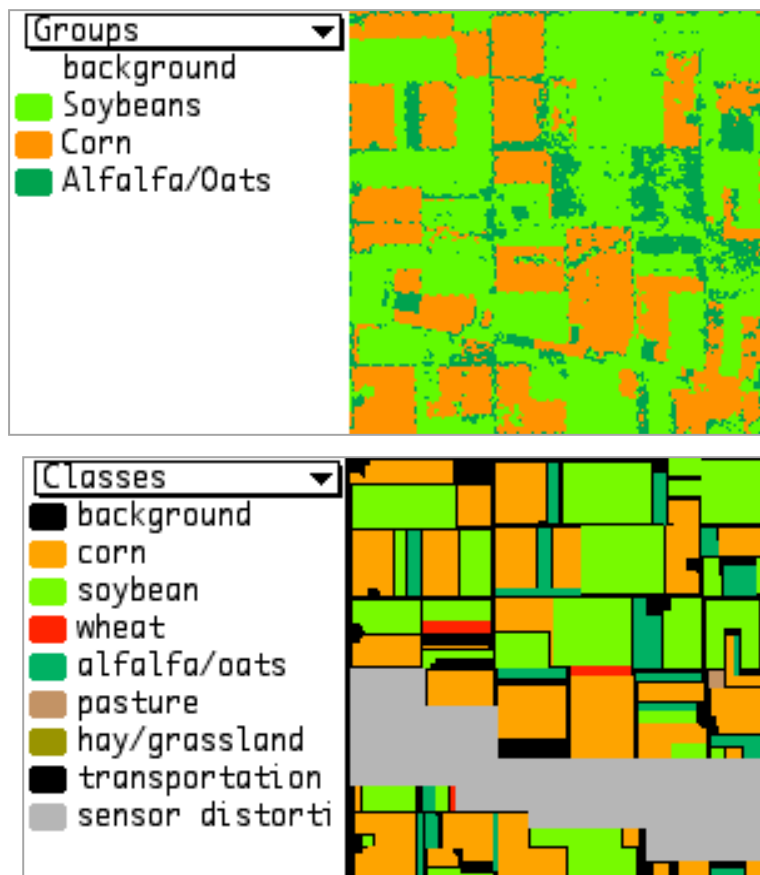 Groups
background
Soybeans
Corn
Alfalfa/Oats
Classes
background
corn
soybean
wheat
alfalfa/oats
pasture
hay/grassland
transportation
sensor distorti